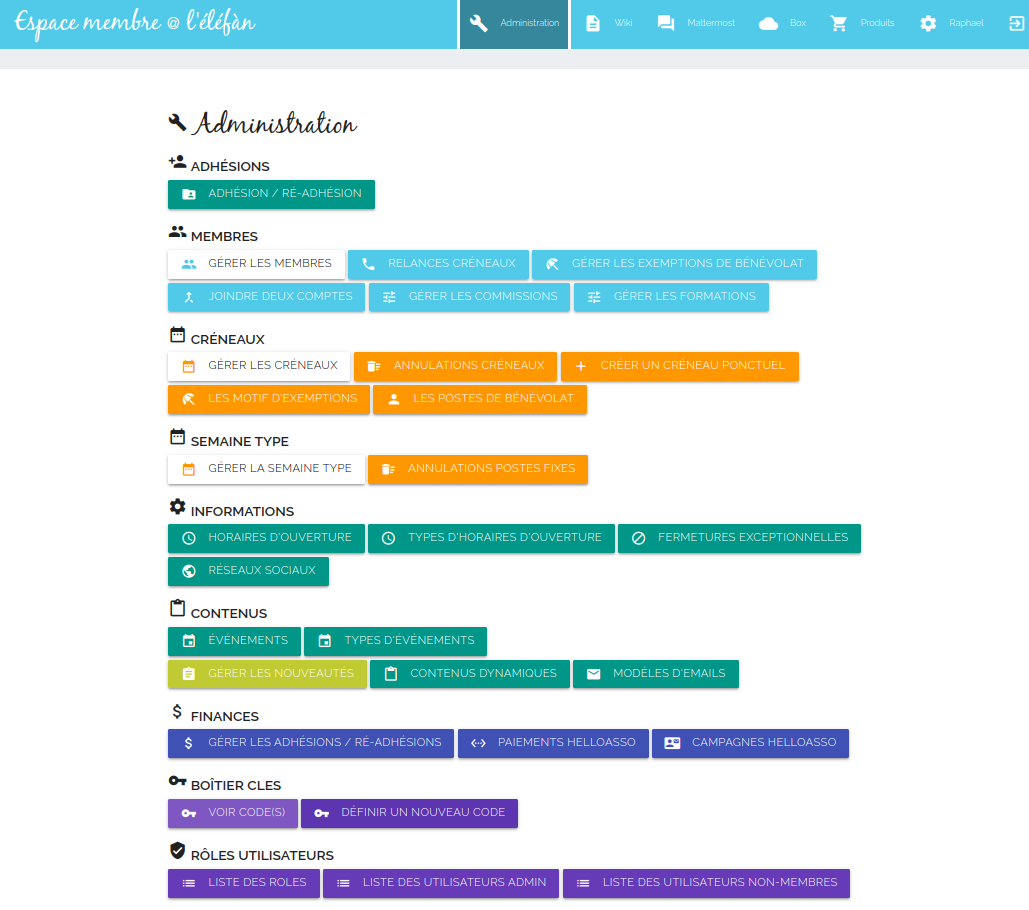 Espace membre @ l'éléfàn
Administration Wiki Mattermost Box Produits Raphael
Administration
ADHÉSIONS
ADHÉSION / RÉ-ADHÉSION
MEMBRES
GÉRER LES MEMBRES RELANCES CRÉNEAUX GÉRER LES EXEMPTIONS DE BÉNÉVOLAT
JOINDRE DEUX COMPTES GÉRER LES COMMISSIONS GÉRER LES FORMATIONS
CRÉNEAUX
GÉRER LES CRÉNEAUX ANNULATIONS CRÉNEAUX CRÉER UN CRÉNEAU PONCTUEL
LES MOTIF D'EXEMPTIONS LES POSTES DE BÉNÉVOLAT
SEMAINE TYPE
GÉRER LA SEMAINE TYPE ANNULATIONS POSTES FIXES
INFORMATIONS
HORAIRES D'OUVERTURE TYPES D'HORAIRES D'OUVERTURE FERMETURES EXCEPTIONNELLES
RÉSEAUX SOCIAUX
CONTENUS
ÉVÉNEMENTS TYPES D'ÉVÉNEMENTS
GÉRER LES NOUVEAUTÉS CONTENUS DYNAMIQUES MODÈLES D'EMAILS
FINANCES
GÉRER LES ADHÉSIONS / RÉ-ADHÉSIONS PAIEMENTS HELLOASSO CAMPAGNES HELLOASSO
BOÎTIER CLES
VOIR CODE(S) DÉFINIR UN NOUVEAU CODE
RÔLES UTILISATEURS
LISTE DES ROLES LISTE DES UTILISATEURS ADMIN LISTE DES UTILISATEURS NON-MEMBRES